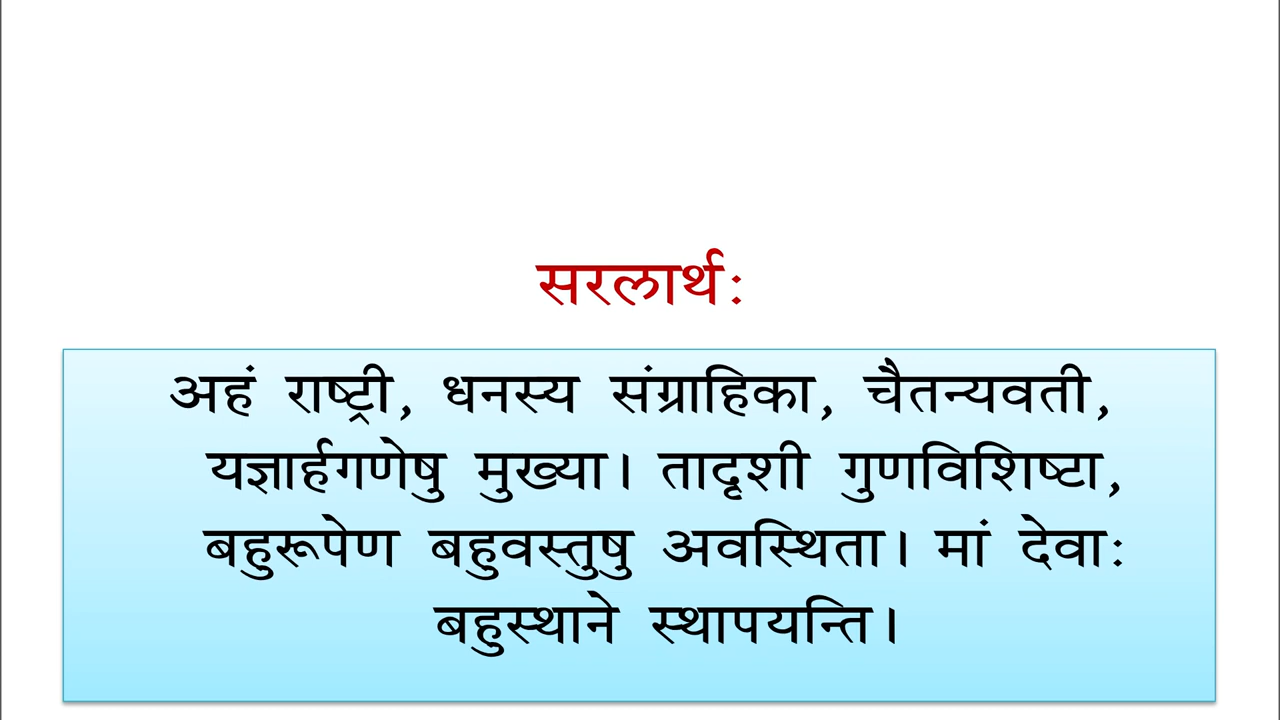 सरलार्थः
अहं राष्ट्री, धनस्य संग्राहिका, चैतन्यवती,
यज्ञार्हगणेषु मुख्या। तादृशी गुणविशिष्टा,
बहुरूपेण बहुवस्तुषु अवस्थिता। मां देवाः
बहुस्थाने स्थापयन्ति।